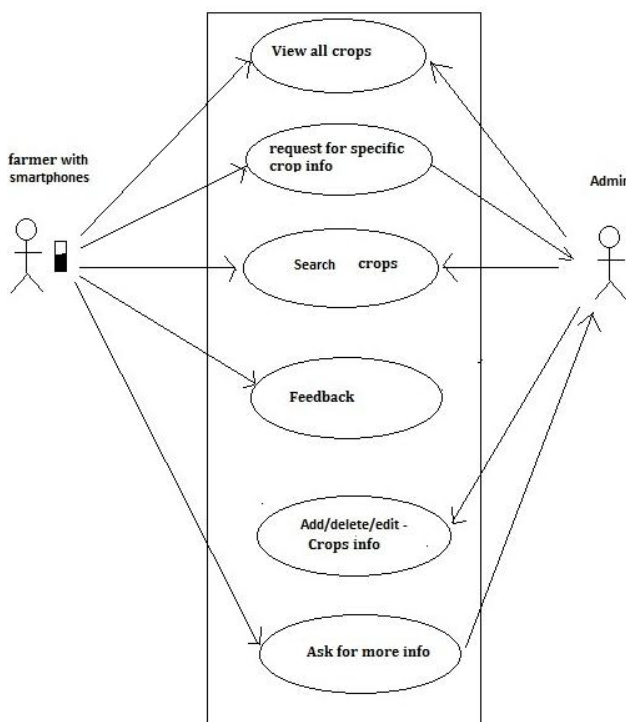 View all crops
request for specific
crop info
farmer with
smartphones
Admin
Search crops
Feedback
Add/delete/edit -
Crops info
Ask for more info